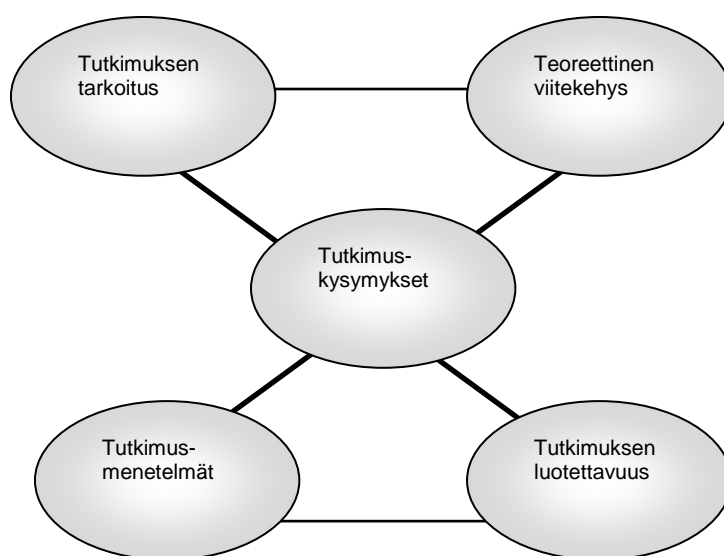 Tutkimuksen
tarkoitus
Teoreettinen
viitekehys
Tutkimus-
kysymykset
Tutkimus-
menetelmät
Tutkimuksen
luotettavuus